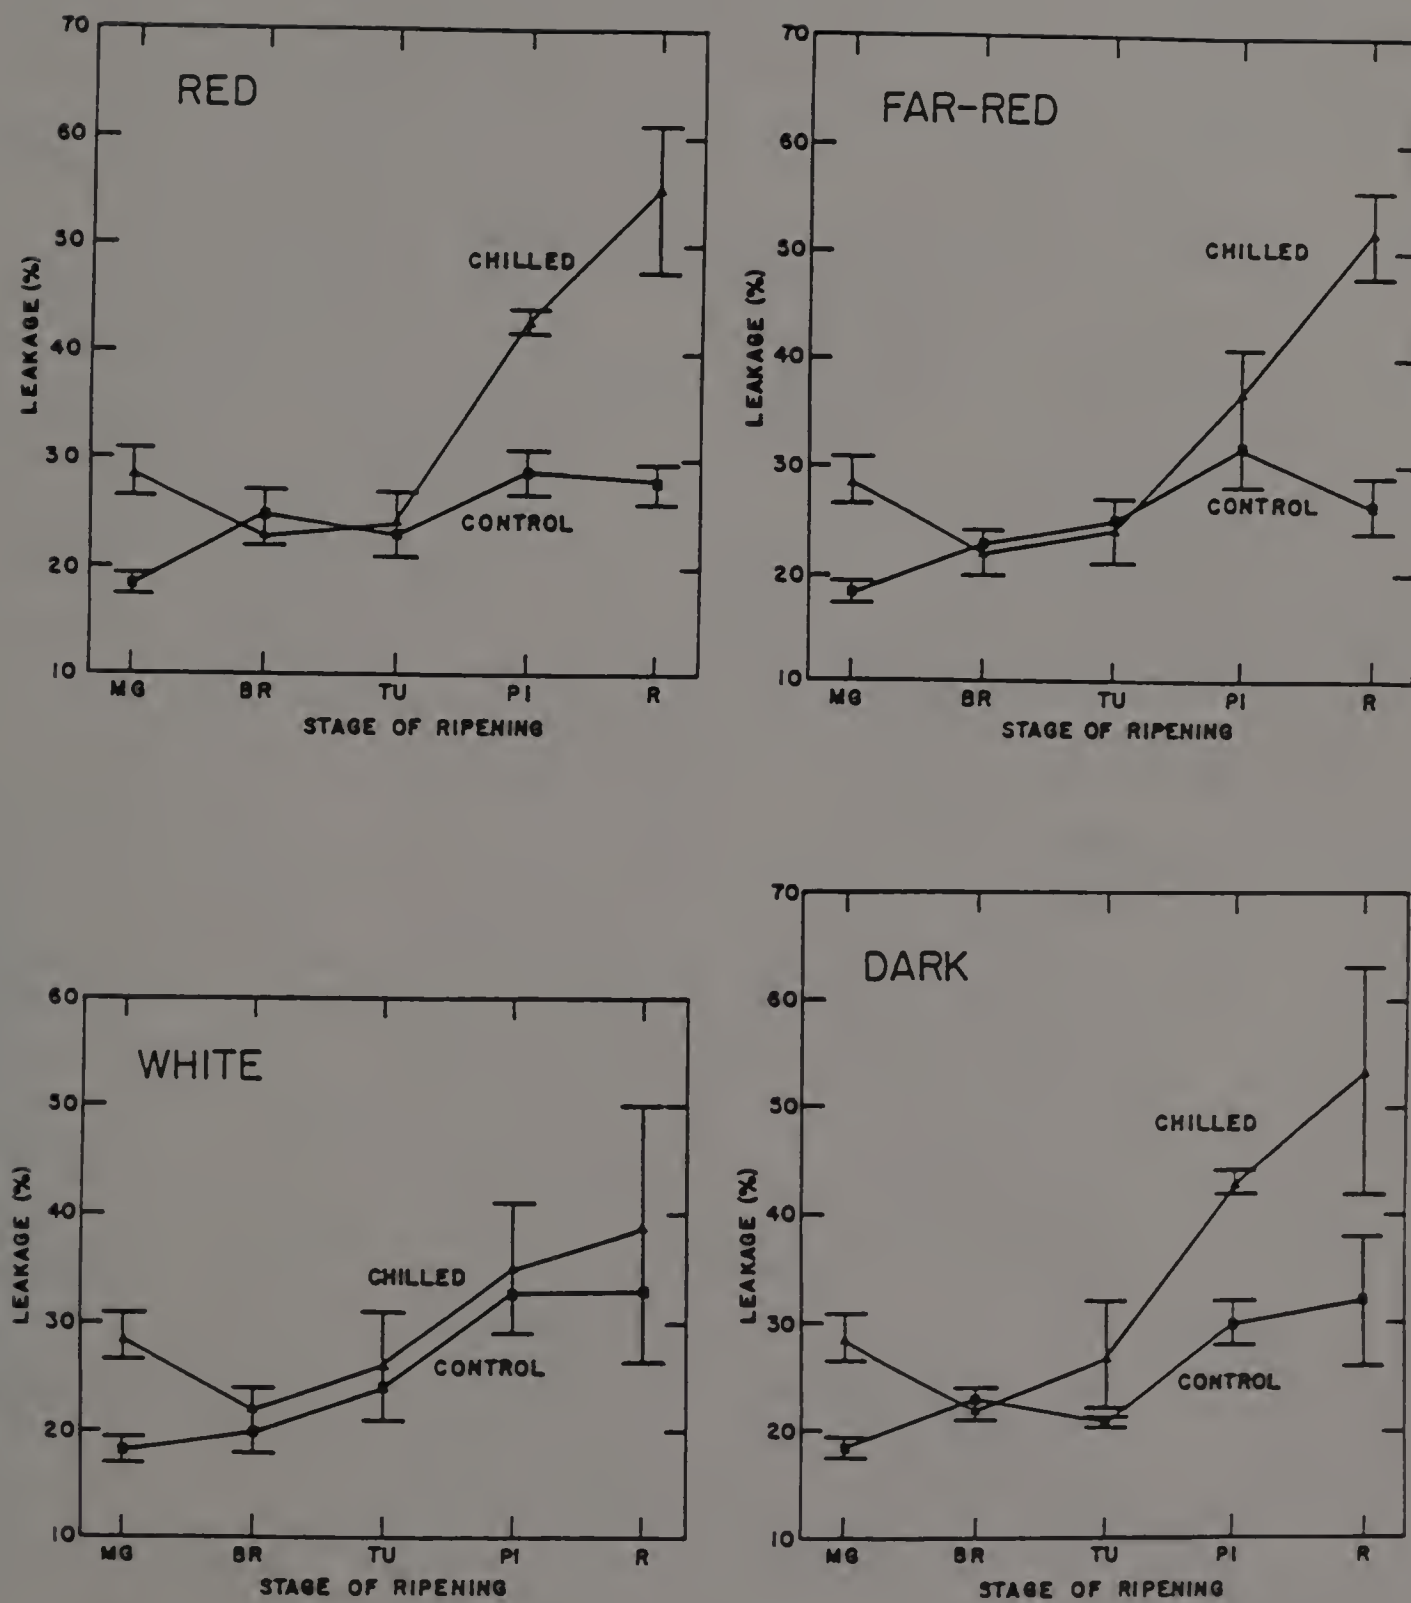 RED
70
60
50
40
30
20
10
LEAKAGE (%)
CHILLED
CONTROL
MG BR TU PI R
STAGE OF RIPENING
FAR-RED
70
60
50
40
30
20
10
LEAKAGE (%)
CHILLED
CONTROL
MG BR TU PI R
STAGE OF RIPENING
WHITE
60
50
40
30
20
10
LEAKAGE (%)
CHILLED
CONTROL
MG BR TU PI R
STAGE OF RIPENING
DARK
70
60
50
40
30
20
10
LEAKAGE (%)
CHILLED
CONTROL
MG BR TU PI R
STAGE OF RIPENING